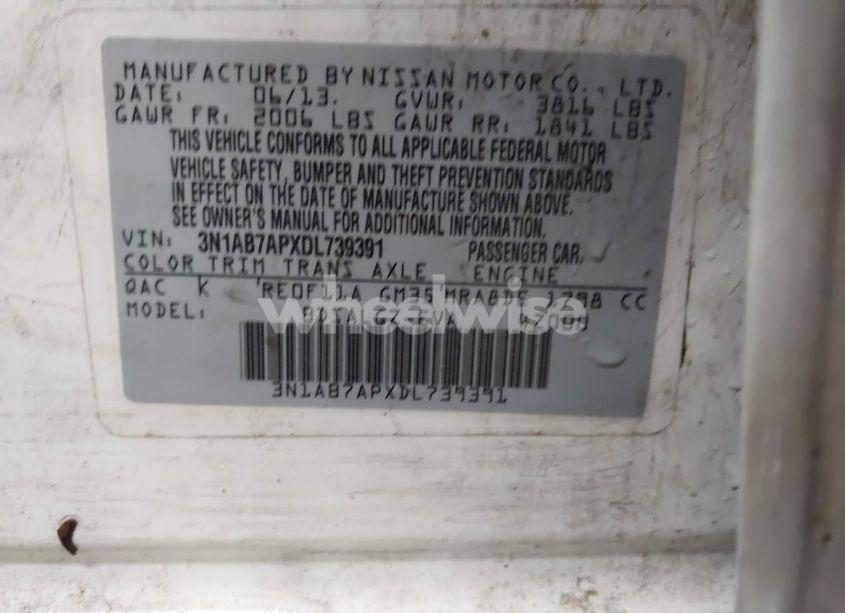 MANUFACTURED BY NISSAN MOTOR CO., LTD.
DATE: 06/13. GVWR: 3816 LBS
GAWR FR: 2006 LBS GAWR RR: 1841 LBS
THIS VEHICLE CONFORMS TO ALL APPLICABLE FEDERAL MOTOR
VEHICLE SAFETY, BUMPER AND THEFT PREVENTION STANDARDS
IN EFFECT ON THE DATE OF MANUFACTURE SHOWN ABOVE.
SEE OWNER'S MANUAL FOR ADDITIONAL INFORMATION.
VIN: 3N1AB7APXDL739391 PASSENGER CAR.
COLOR TRIM TRANS AXLE ENGINE
QAC K RE0F11A GM35 MRA8DE 1798 CC
MODEL:
wheelwise
3N1AB7APXDL739391